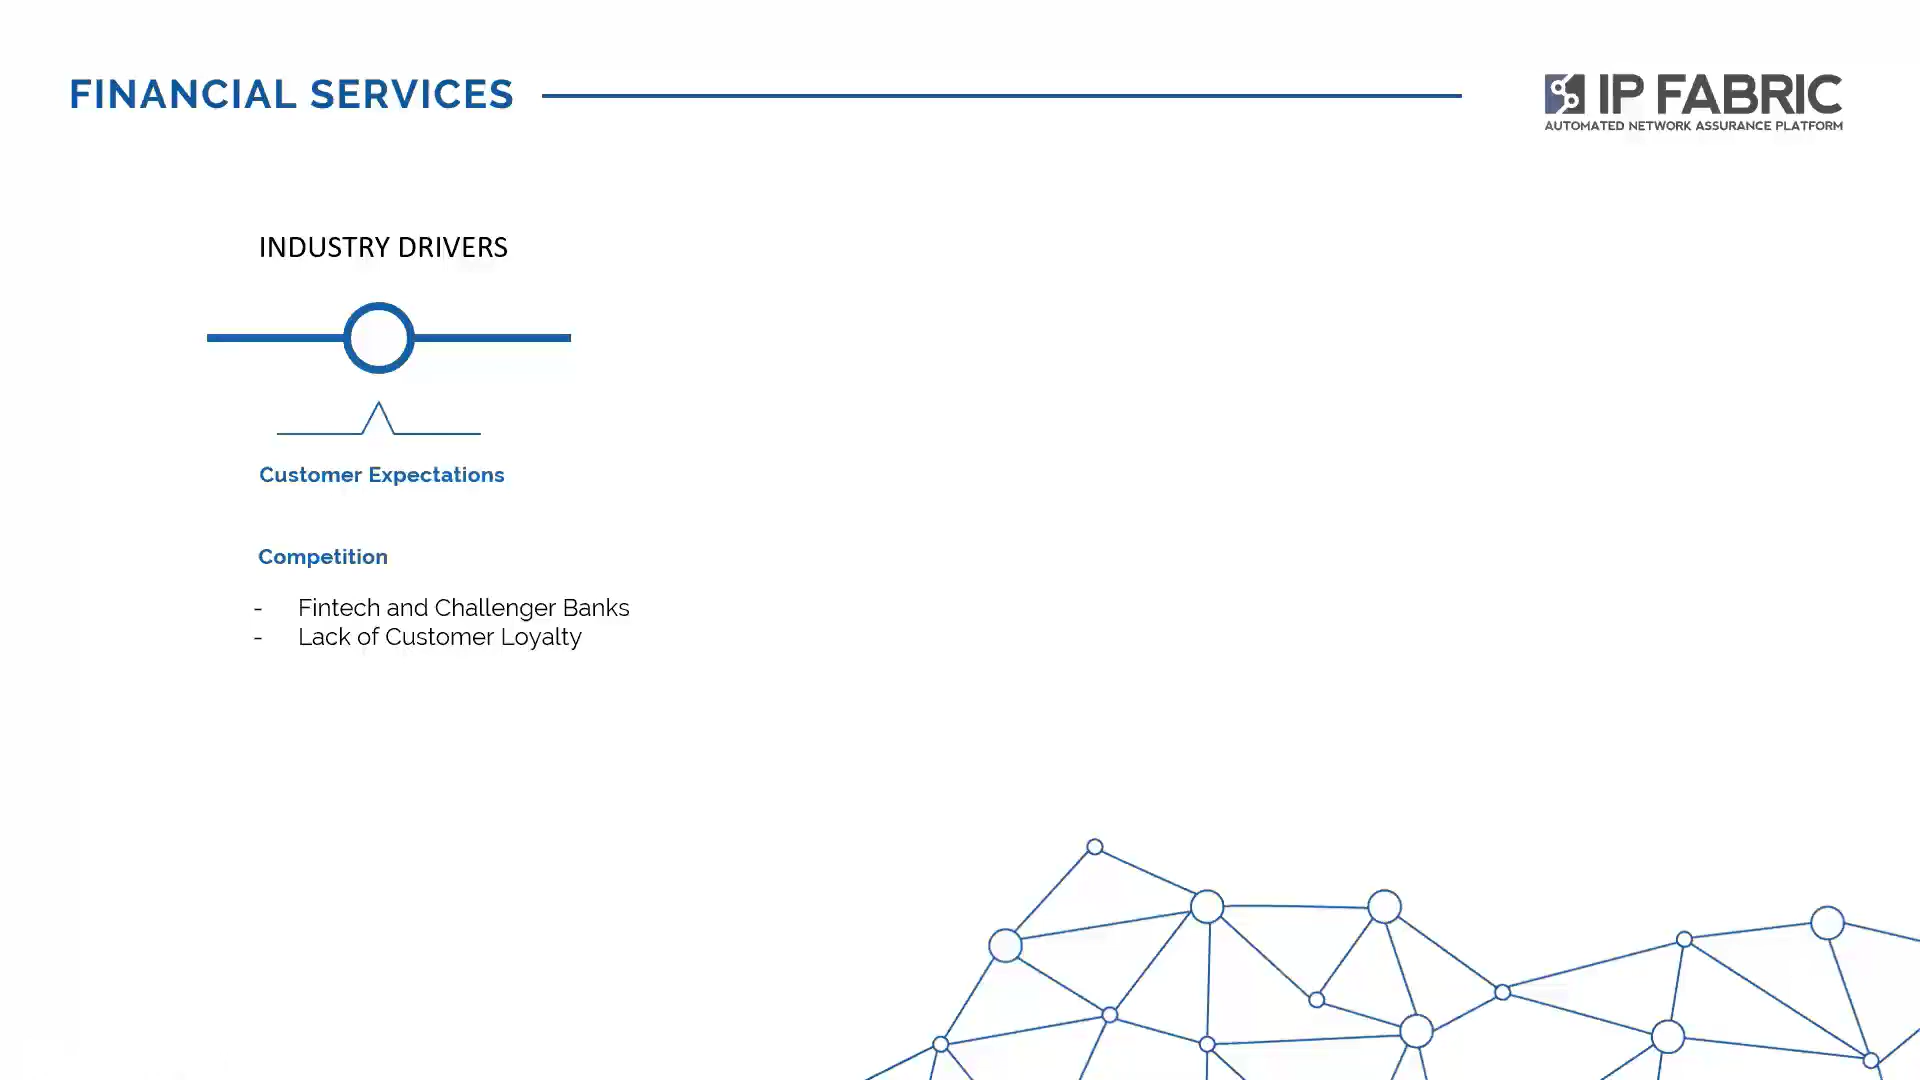 FINANCIAL SERVICES
IP FABRIC
AUTOMATED NETWORK ASSURANCE PLATFORM
INDUSTRY DRIVERS
Customer Expectations
Competition
- Fintech and Challenger Banks
- Lack of Customer Loyalty